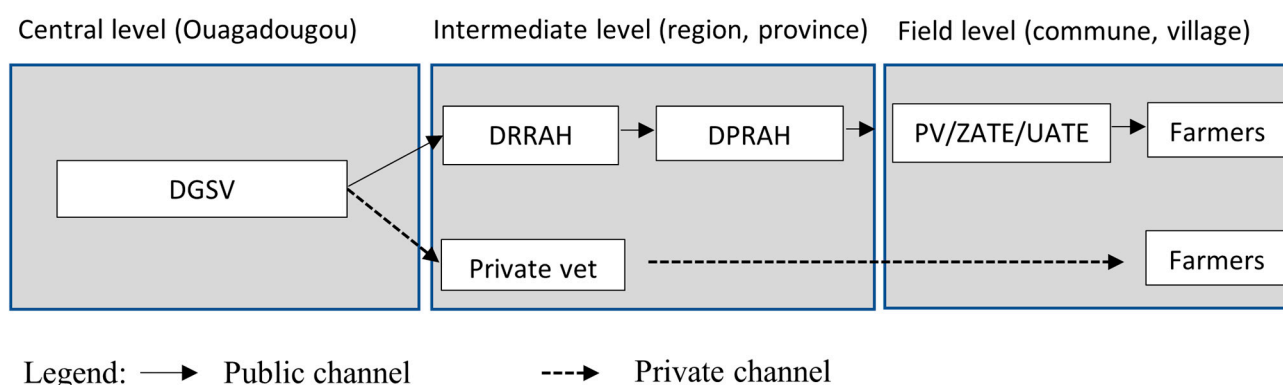 Central level (Ouagadougou)
Intermediate level (region, province)
Field level (commune, village)
DRRAH
DPRAH
PV/ZATE/UATE
Farmers
DGSV
Private vet
Farmers
Legend: Public channel Private channel